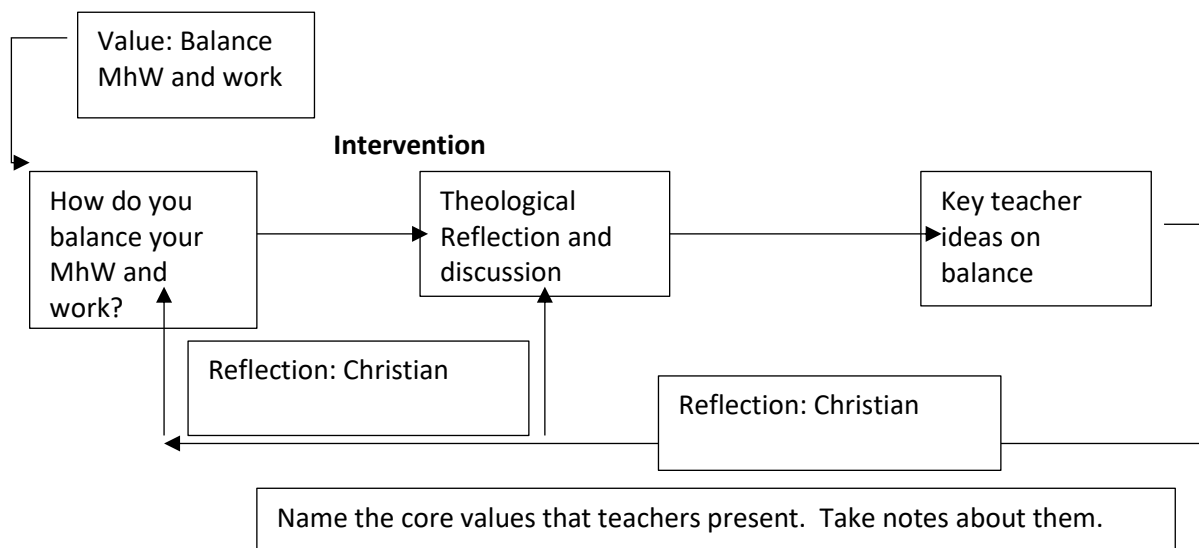 Value: Balance
MhW and work
Intervention
How do you
balance your
MhW and
work?
Theological
Reflection and
discussion
Key teacher
ideas on
balance
Reflection: Christian
Reflection: Christian
Name the core values that teachers present.  Take notes about them.